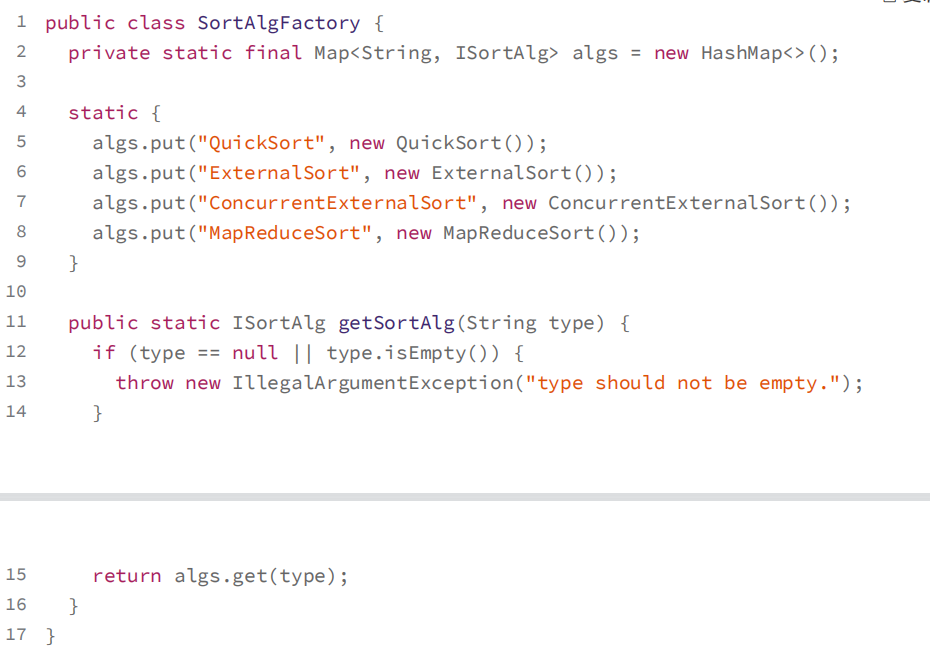 1 public class SortAlgFactory {
2   private static final Map<String, ISortAlg> algs = new HashMap<>();
3
4   static {
5     algs.put("QuickSort", new QuickSort());
6     algs.put("ExternalSort", new ExternalSort());
7     algs.put("ConcurrentExternalSort", new ConcurrentExternalSort());
8     algs.put("MapReduceSort", new MapReduceSort());
9   }
10
11   public static ISortAlg getSortAlg(String type) {
12     if (type == null || type.isEmpty()) {
13       throw new IllegalArgumentException("type should not be empty.");
14     }
15     return algs.get(type);
16   }
17 }